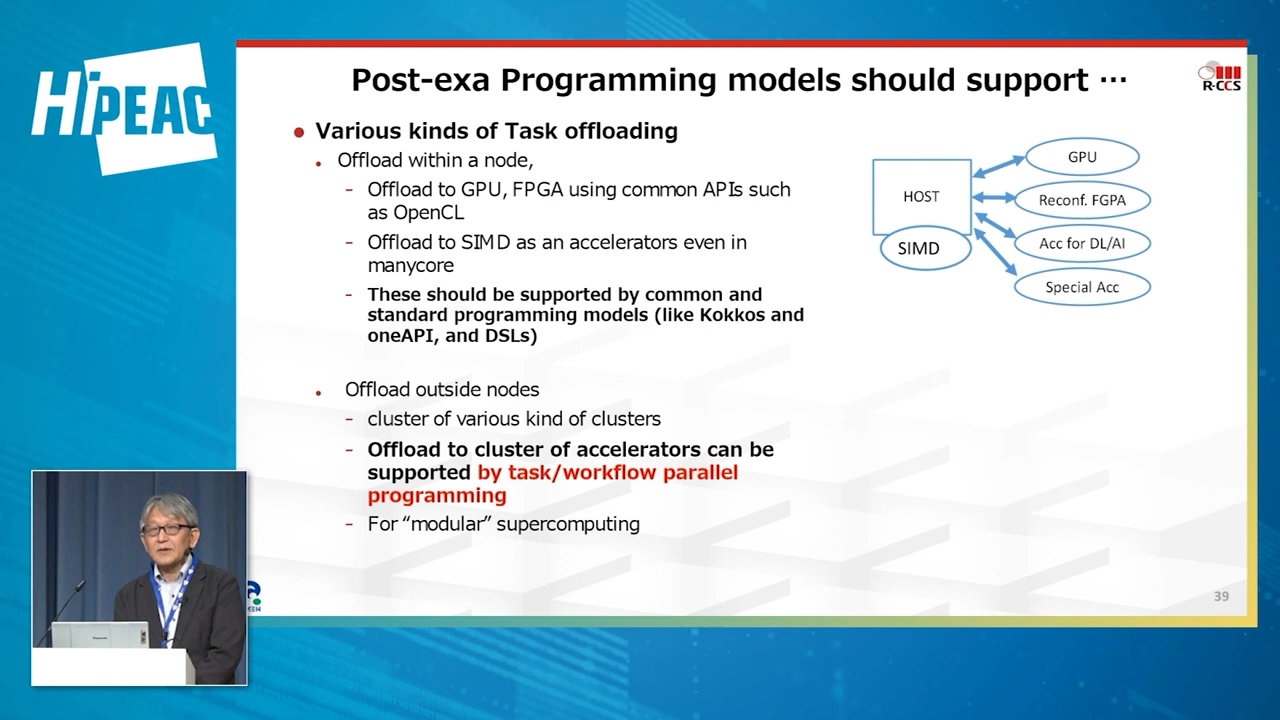 HiPEAC
Post-exa Programming models should support ⋯
R-CCS
● Various kinds of Task offloading
• Offload within a node,
– Offload to GPU, FPGA using common APIs such
as OpenCL
– Offload to SIMD as an accelerators even in
manycore
– These should be supported by common and
standard programming models (like Kokkos and
oneAPI, and DSLs)
• Offload outside nodes
– cluster of various kind of clusters
– Offload to cluster of accelerators can be
supported by task/workflow parallel
programming
– For “modular” supercomputing
HOST
SIMD
GPU
Reconf. FGPA
Acc for DL/AI
Special Acc
39